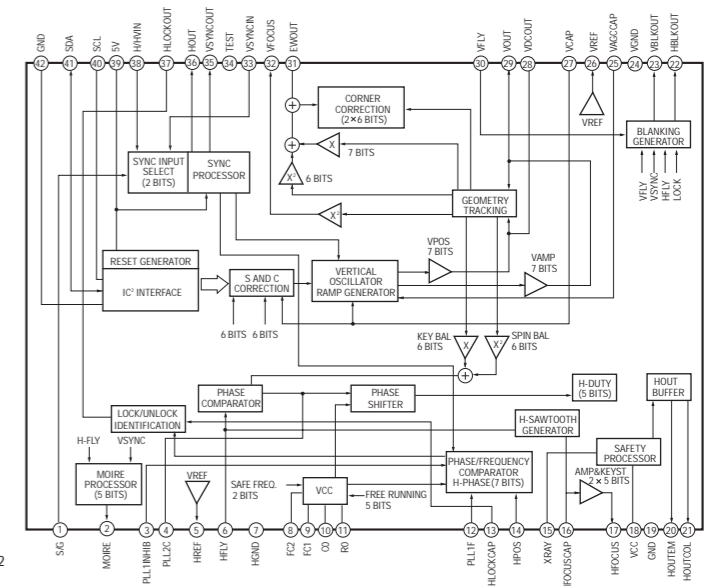 GND
SDA
SCL
5V
H/HVIN
HLOCKOUT
HOUT
VSYNCOUT
TEST
VSYNCIN
VFOCUS
EWOUT
VFLY
VOUT
VDCOUT
VCAP
VREF
VAGCCAP
VGND
VBLKOUT
HBLKOUT
42
41
40
39
38
37
36
35
34
33
32
31
30
29
28
27
26
25
24
23
22
CORNER
CORRECTION
(2×6 BITS)
VREF
BLANKING
GENERATOR
X
7 BITS
X²
6 BITS
SYNC INPUT
SELECT
(2 BITS)
SYNC
PROCESSOR
VFLY
VSYNC
HFLY
LOCK
X²
GEOMETRY
TRACKING
RESET GENERATOR
IC² INTERFACE
S AND C
CORRECTION
VERTICAL
OSCILLATOR
RAMP GENERATOR
VPOS
7 BITS
VAMP
7 BITS
6 BITS
6 BITS
KEY BAL
6 BITS
X
X²
SPIN BAL
6 BITS
PHASE
COMPARATOR
PHASE
SHIFTER
H-DUTY
(5 BITS)
HOUT
BUFFER
LOCK/UNLOCK
IDENTIFICATION
H-SAWTOOTH
GENERATOR
H-FLY
VSYNC
SAFETY
PROCESSOR
MOIRE
PROCESSOR
(5 BITS)
VREF
SAFE FREQ.
2 BITS
VCC
FREE RUNNING
5 BITS
PHASE/FREQUENCY
COMPARATOR
H-PHASE(7 BITS)
AMP&KEYST
2 × 5 BITS
1
2
3
4
5
6
7
8
9
10
11
12
13
14
15
16
17
18
19
20
21
S/G
MOIRE
PLL1INHIB
PLL2C
HREF
HFLY
HGND
FC2
FC1
C0
R0
PLL1F
HLOCKCAP
HPOS
XRAY
HFOCUSCAP
HFOCUS
VCC
GND
HOUTEM
HOUTCOL
2